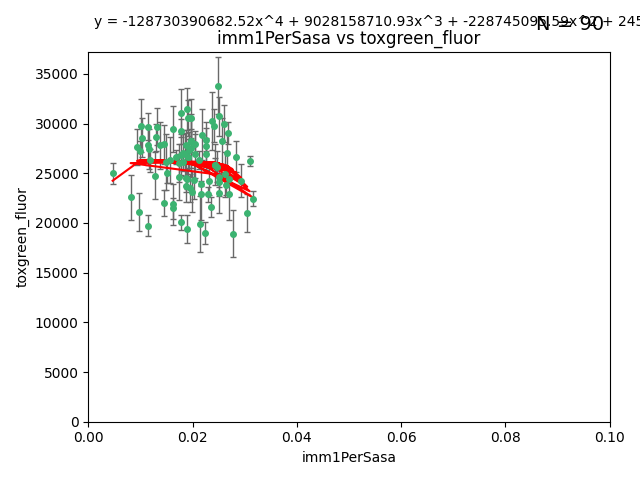 y = -128730390682.52x^4 + 9028158710.93x^3 + -228745095.59x^2 + 245
N = 90
imm1PerSasa vs toxgreen_fluor
35000
30000
25000
20000
15000
10000
5000
0
toxgreen_fluor
0.00 0.02 0.04 0.06 0.08 0.10
imm1PerSasa